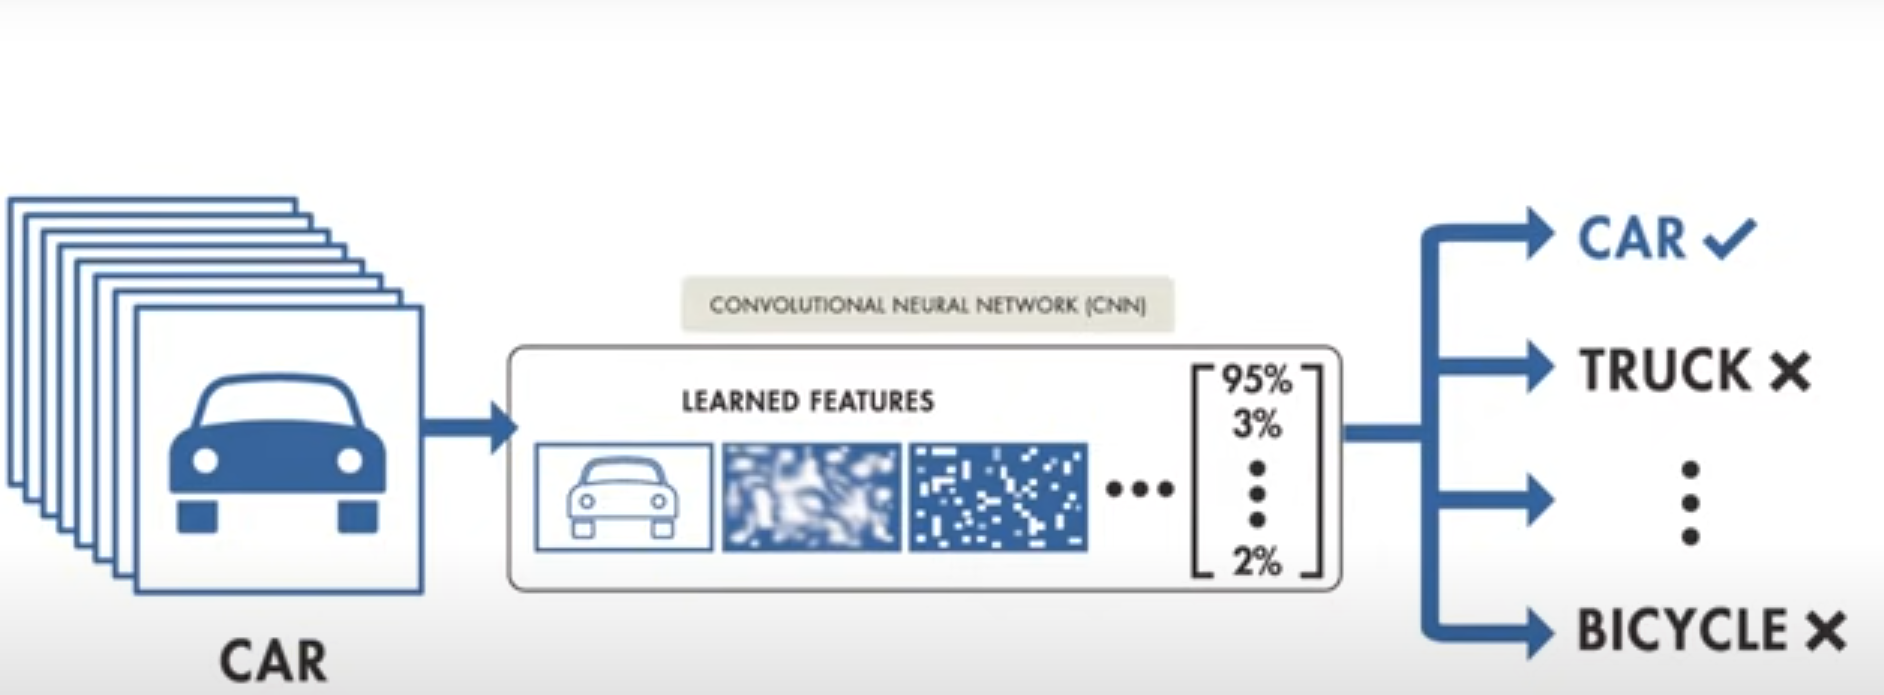 CAR
CONVOLUTIONAL NEURAL NETWORK (CNN)
LEARNED FEATURES
95%
3%
2%
CAR
TRUCK
BICYCLE